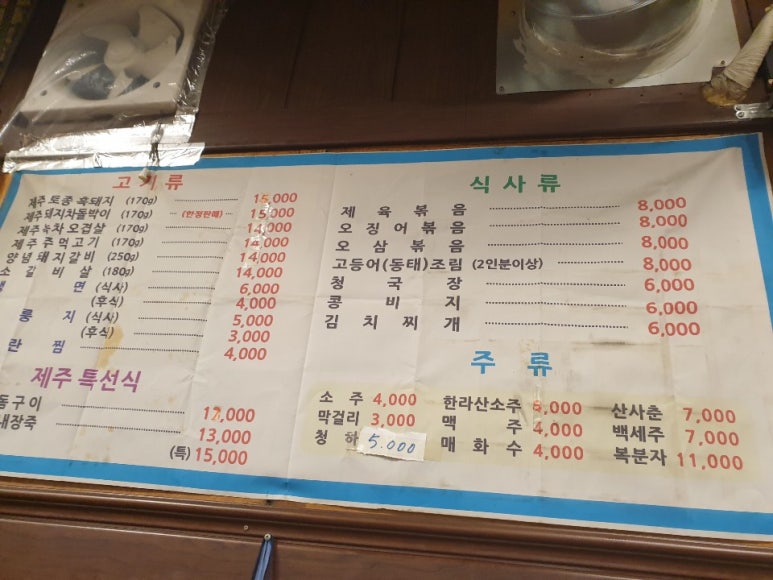 고기류
제주 토종 흑돼지 (170g) 15,000
제주돼지차돌박이 (170g) (한정판매) 15,000
제주녹차오겹살 (170g) 14,000
제주 주먹고기 (170g) 14,000
양념돼지갈비 (250g) 14,000
소갈비살 (180g) 14,000
면 (식사) 6,000
(후식) 4,000
룽지 (식사) 5,000
(후식) 3,000
란찜 4,000
제주 특선식
돔구이 12,000
내장죽 13,000
(특) 15,000
식사류
제육볶음 8,000
오징어볶음 8,000
오삼볶음 8,000
고등어(동태)조림 (2인분이상) 8,000
청국장 6,000
콩비지 6,000
김치찌개 6,000
주류
소주 4,000 한라산소주 5,000 산사춘 7,000
막걸리 3,000 맥주 4,000 백세주 7,000
청하 5.000 매화수 4,000 복분자 11,000